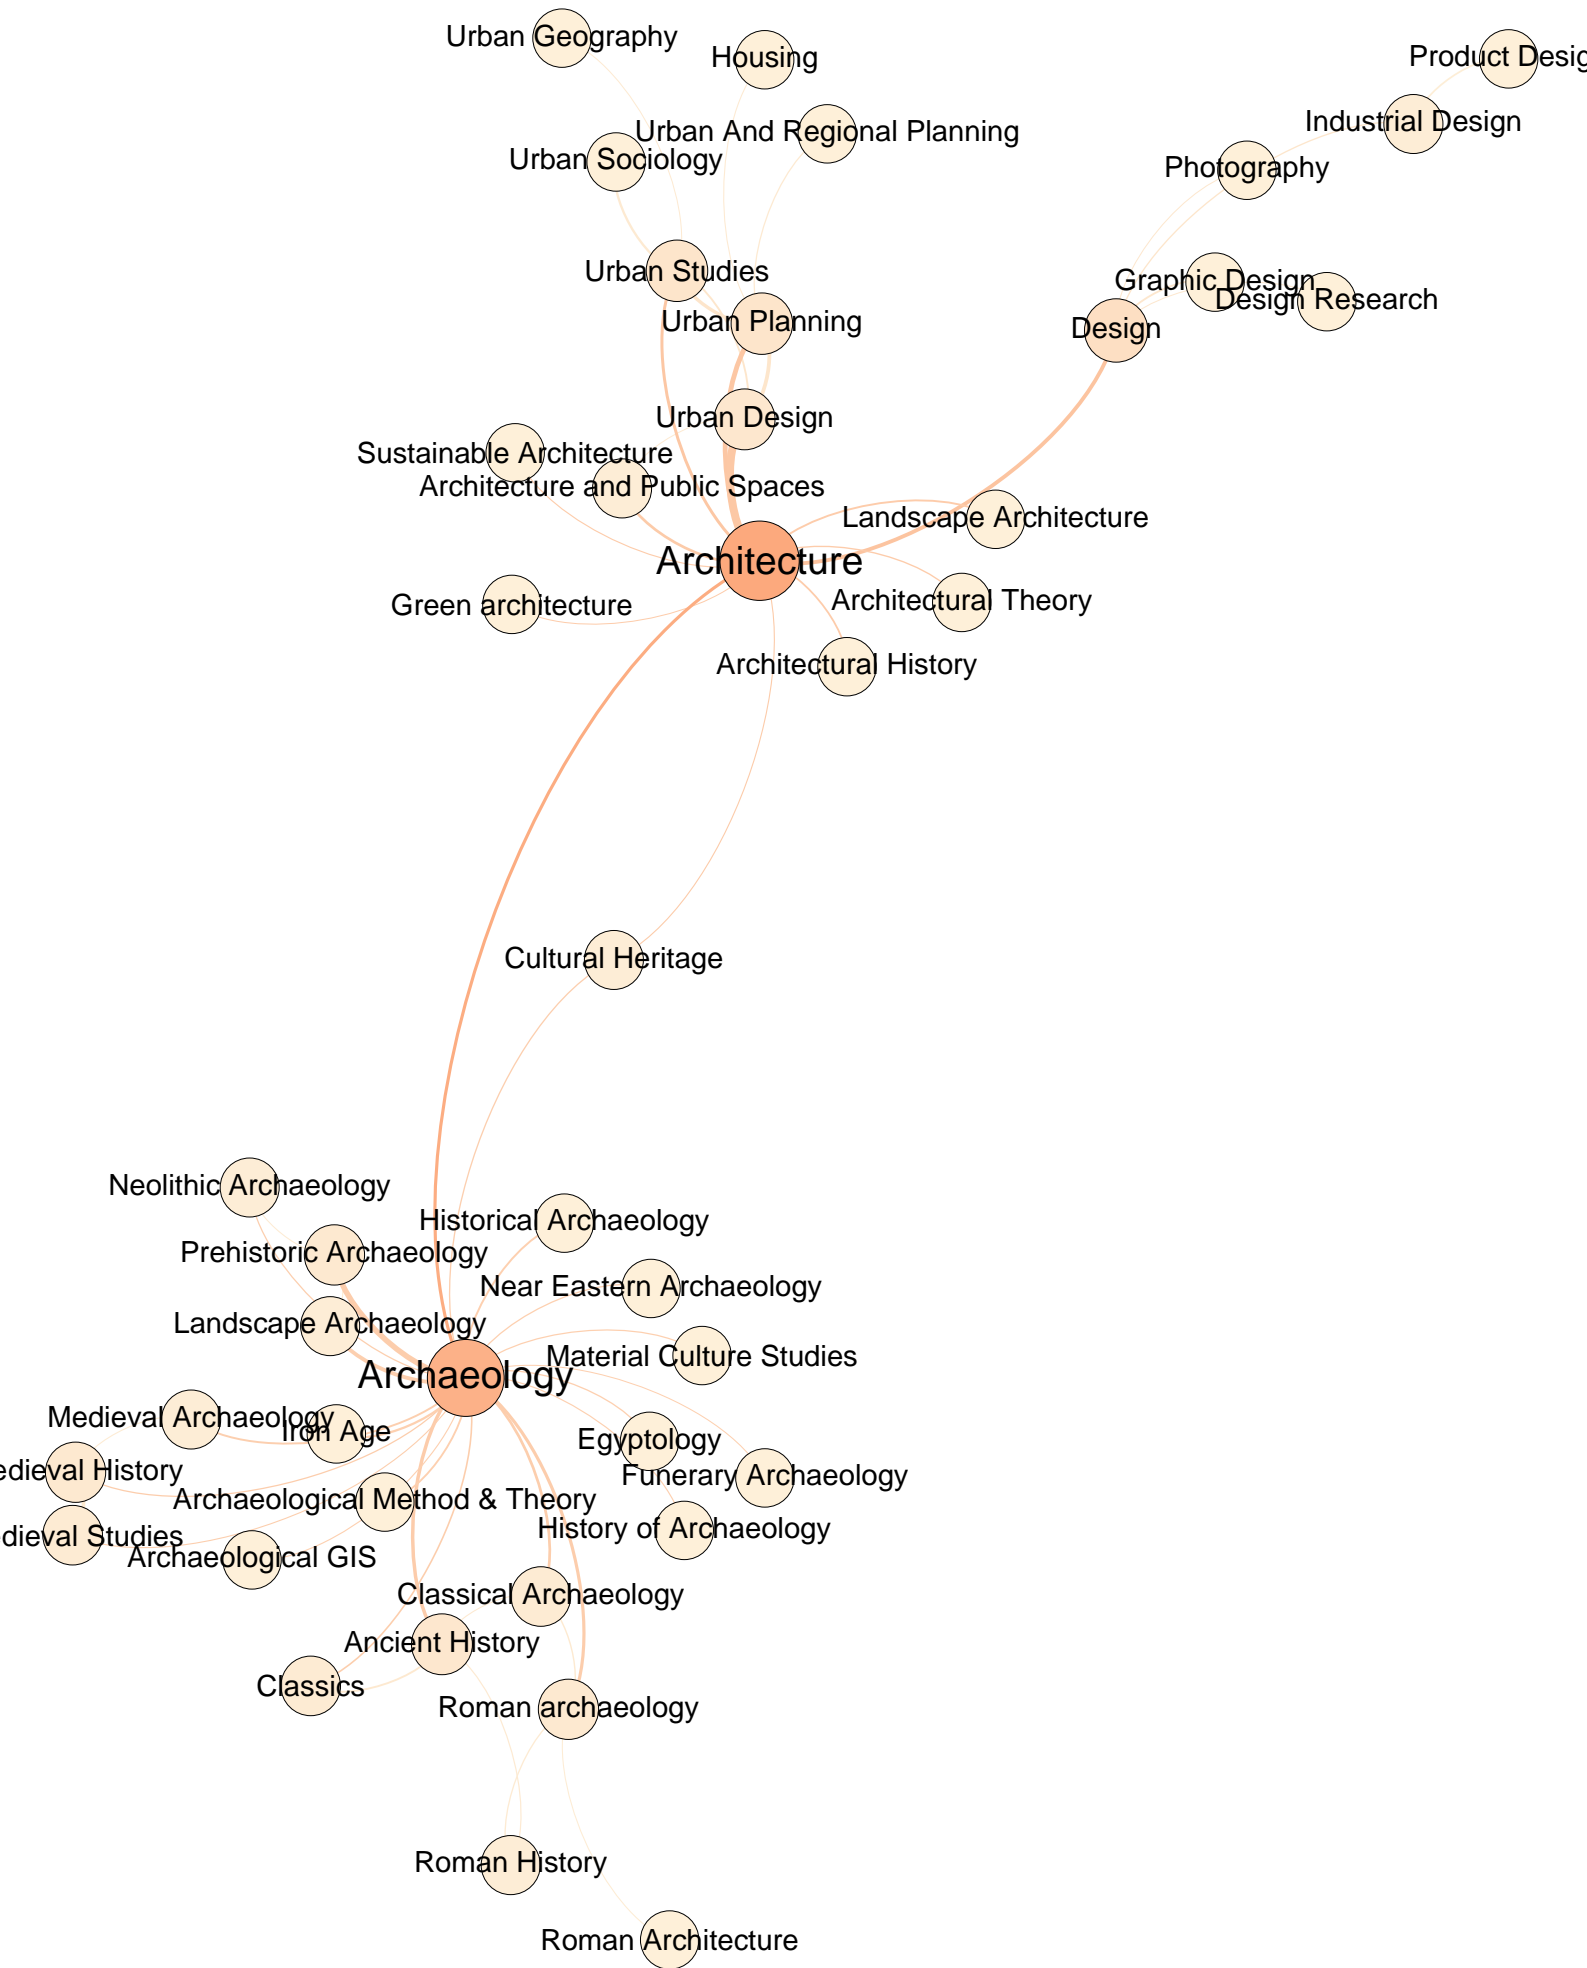 Urban Geography
Housing
Product Desig
Industrial Design
Urban And Regional Planning
Urban Sociology
Photography
Urban Studies
Graphic Design
Design Research
Urban Planning
Design
Urban Design
Sustainable Architecture
Architecture and Public Spaces
Landscape Architecture
Architecture
Green architecture
Architectural Theory
Architectural History
Cultural Heritage
Neolithic Archaeology
Historical Archaeology
Prehistoric Archaeology
Near Eastern Archaeology
Landscape Archaeology
Material Culture Studies
Archaeology
Medieval Archaeology
Iron Age
Egyptology
edieval History
Funerary Archaeology
Archaeological Method & Theory
History of Archaeology
dieval Studies
Archaeological GIS
Classical Archaeology
Ancient History
Classics
Roman archaeology
Roman History
Roman Architecture